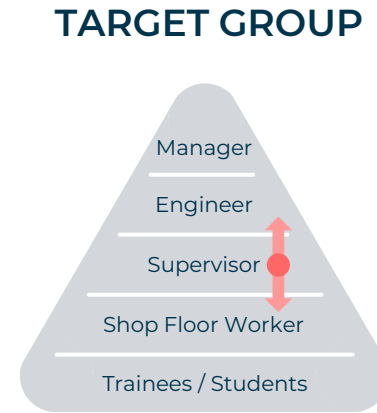 TARGET GROUP
Manager
Engineer
Supervisor
Shop Floor Worker
Trainees / Students